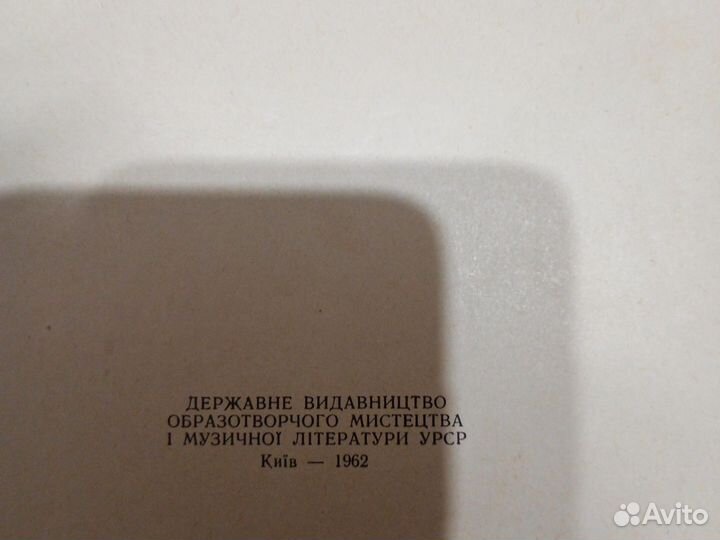 ДЕРЖАВНЕ ВИДАВНИЦТВО
ОБРАЗОТВОРЧОГО МИСТЕЦТВА
І МУЗИЧНОЇ ЛІТЕРАТУРИ УРСР
Київ — 1962
Avito